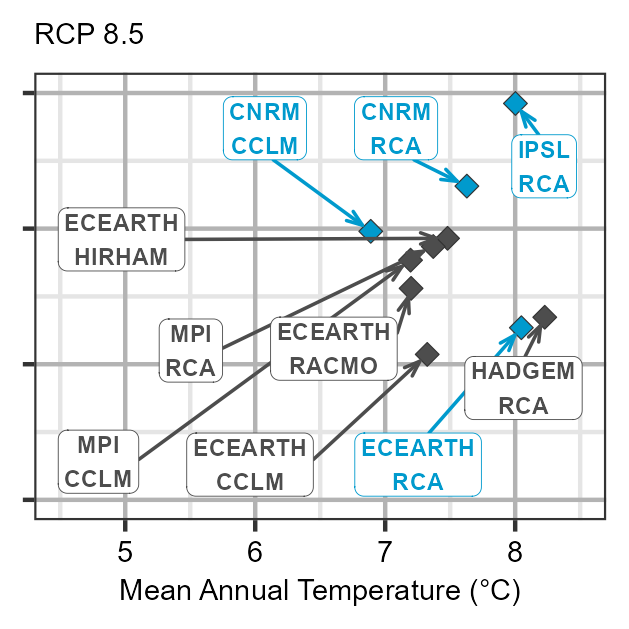 RCP 8.5
CNRM
CCLM
CNRM
RCA
IPSL
RCA
ECEARTH
HIRHAM
MPI
RCA
ECEARTH
RACMO
HADGEM
RCA
MPI
CCLM
ECEARTH
CCLM
ECEARTH
RCA
5 6 7 8
Mean Annual Temperature (°C)